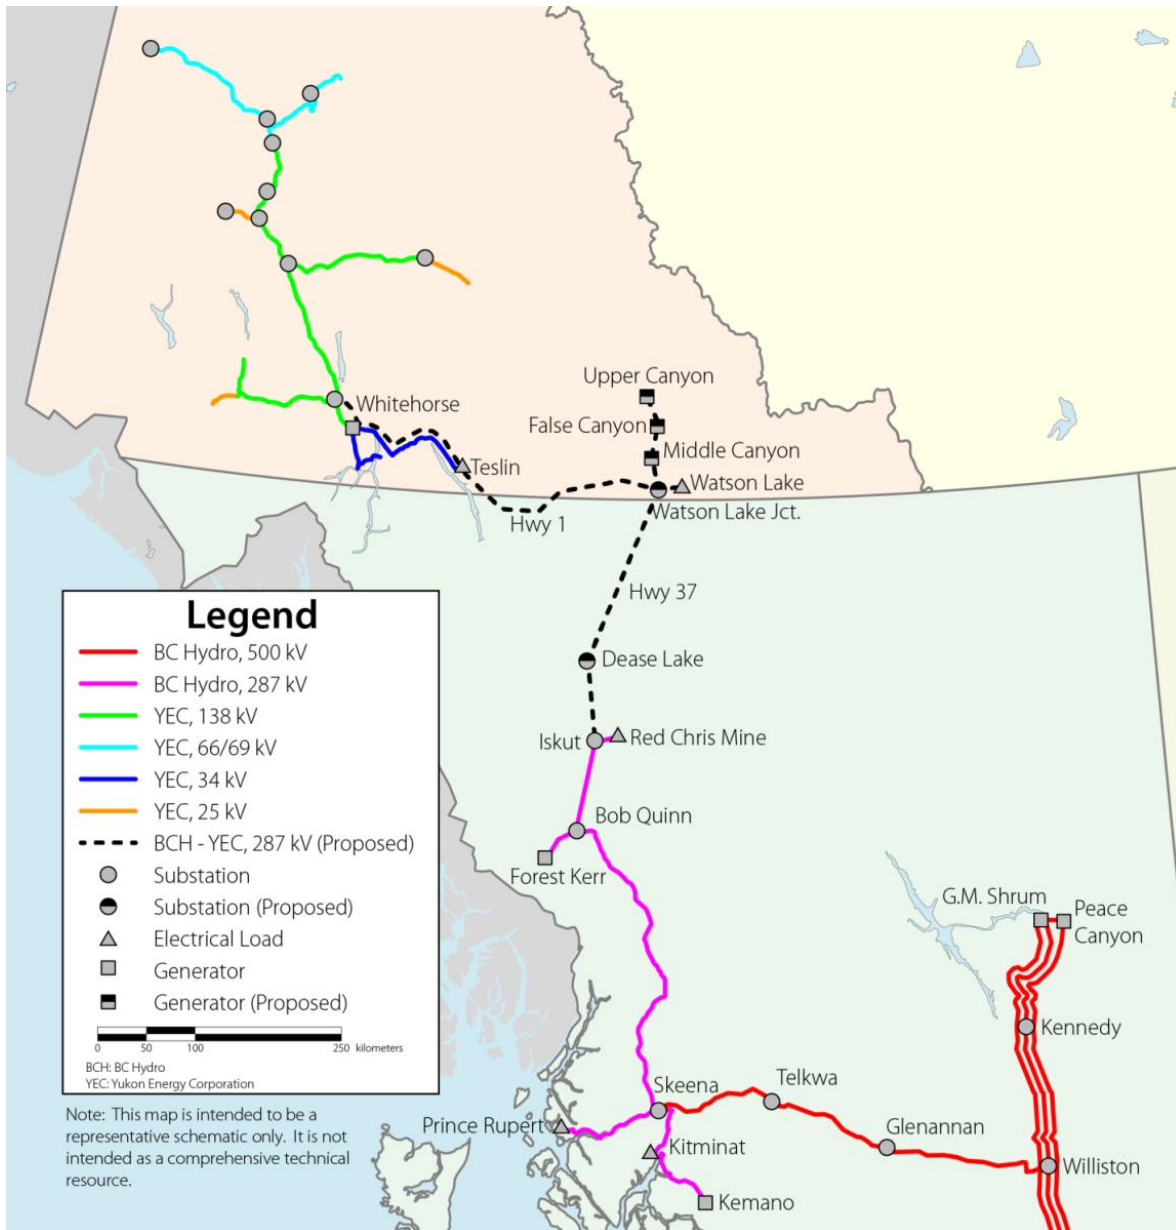 Whitehorse
Teslin
Upper Canyon
False Canyon
Middle Canyon
Watson Lake
Watson Lake Jct.
Hwy 1
Hwy 37
Dease Lake
Iskut
Red Chris Mine
Bob Quinn
Forest Kerr
G.M. Shrum
Peace
Canyon
Kennedy
Skeena
Telkwa
Prince Rupert
Kitminat
Glenannan
Williston
Kemano
Legend
BC Hydro, 500 kV
BC Hydro, 287 kV
YEC, 138 kV
YEC, 66/69 kV
YEC, 34 kV
YEC, 25 kV
BCH - YEC, 287 kV (Proposed)
Substation
Substation (Proposed)
Electrical Load
Generator
Generator (Proposed)
0 50 100 250 kilometers
BCH: BC Hydro
YEC: Yukon Energy Corporation
Note: This map is intended to be a
representative schematic only. It is not
intended as a comprehensive technical
resource.